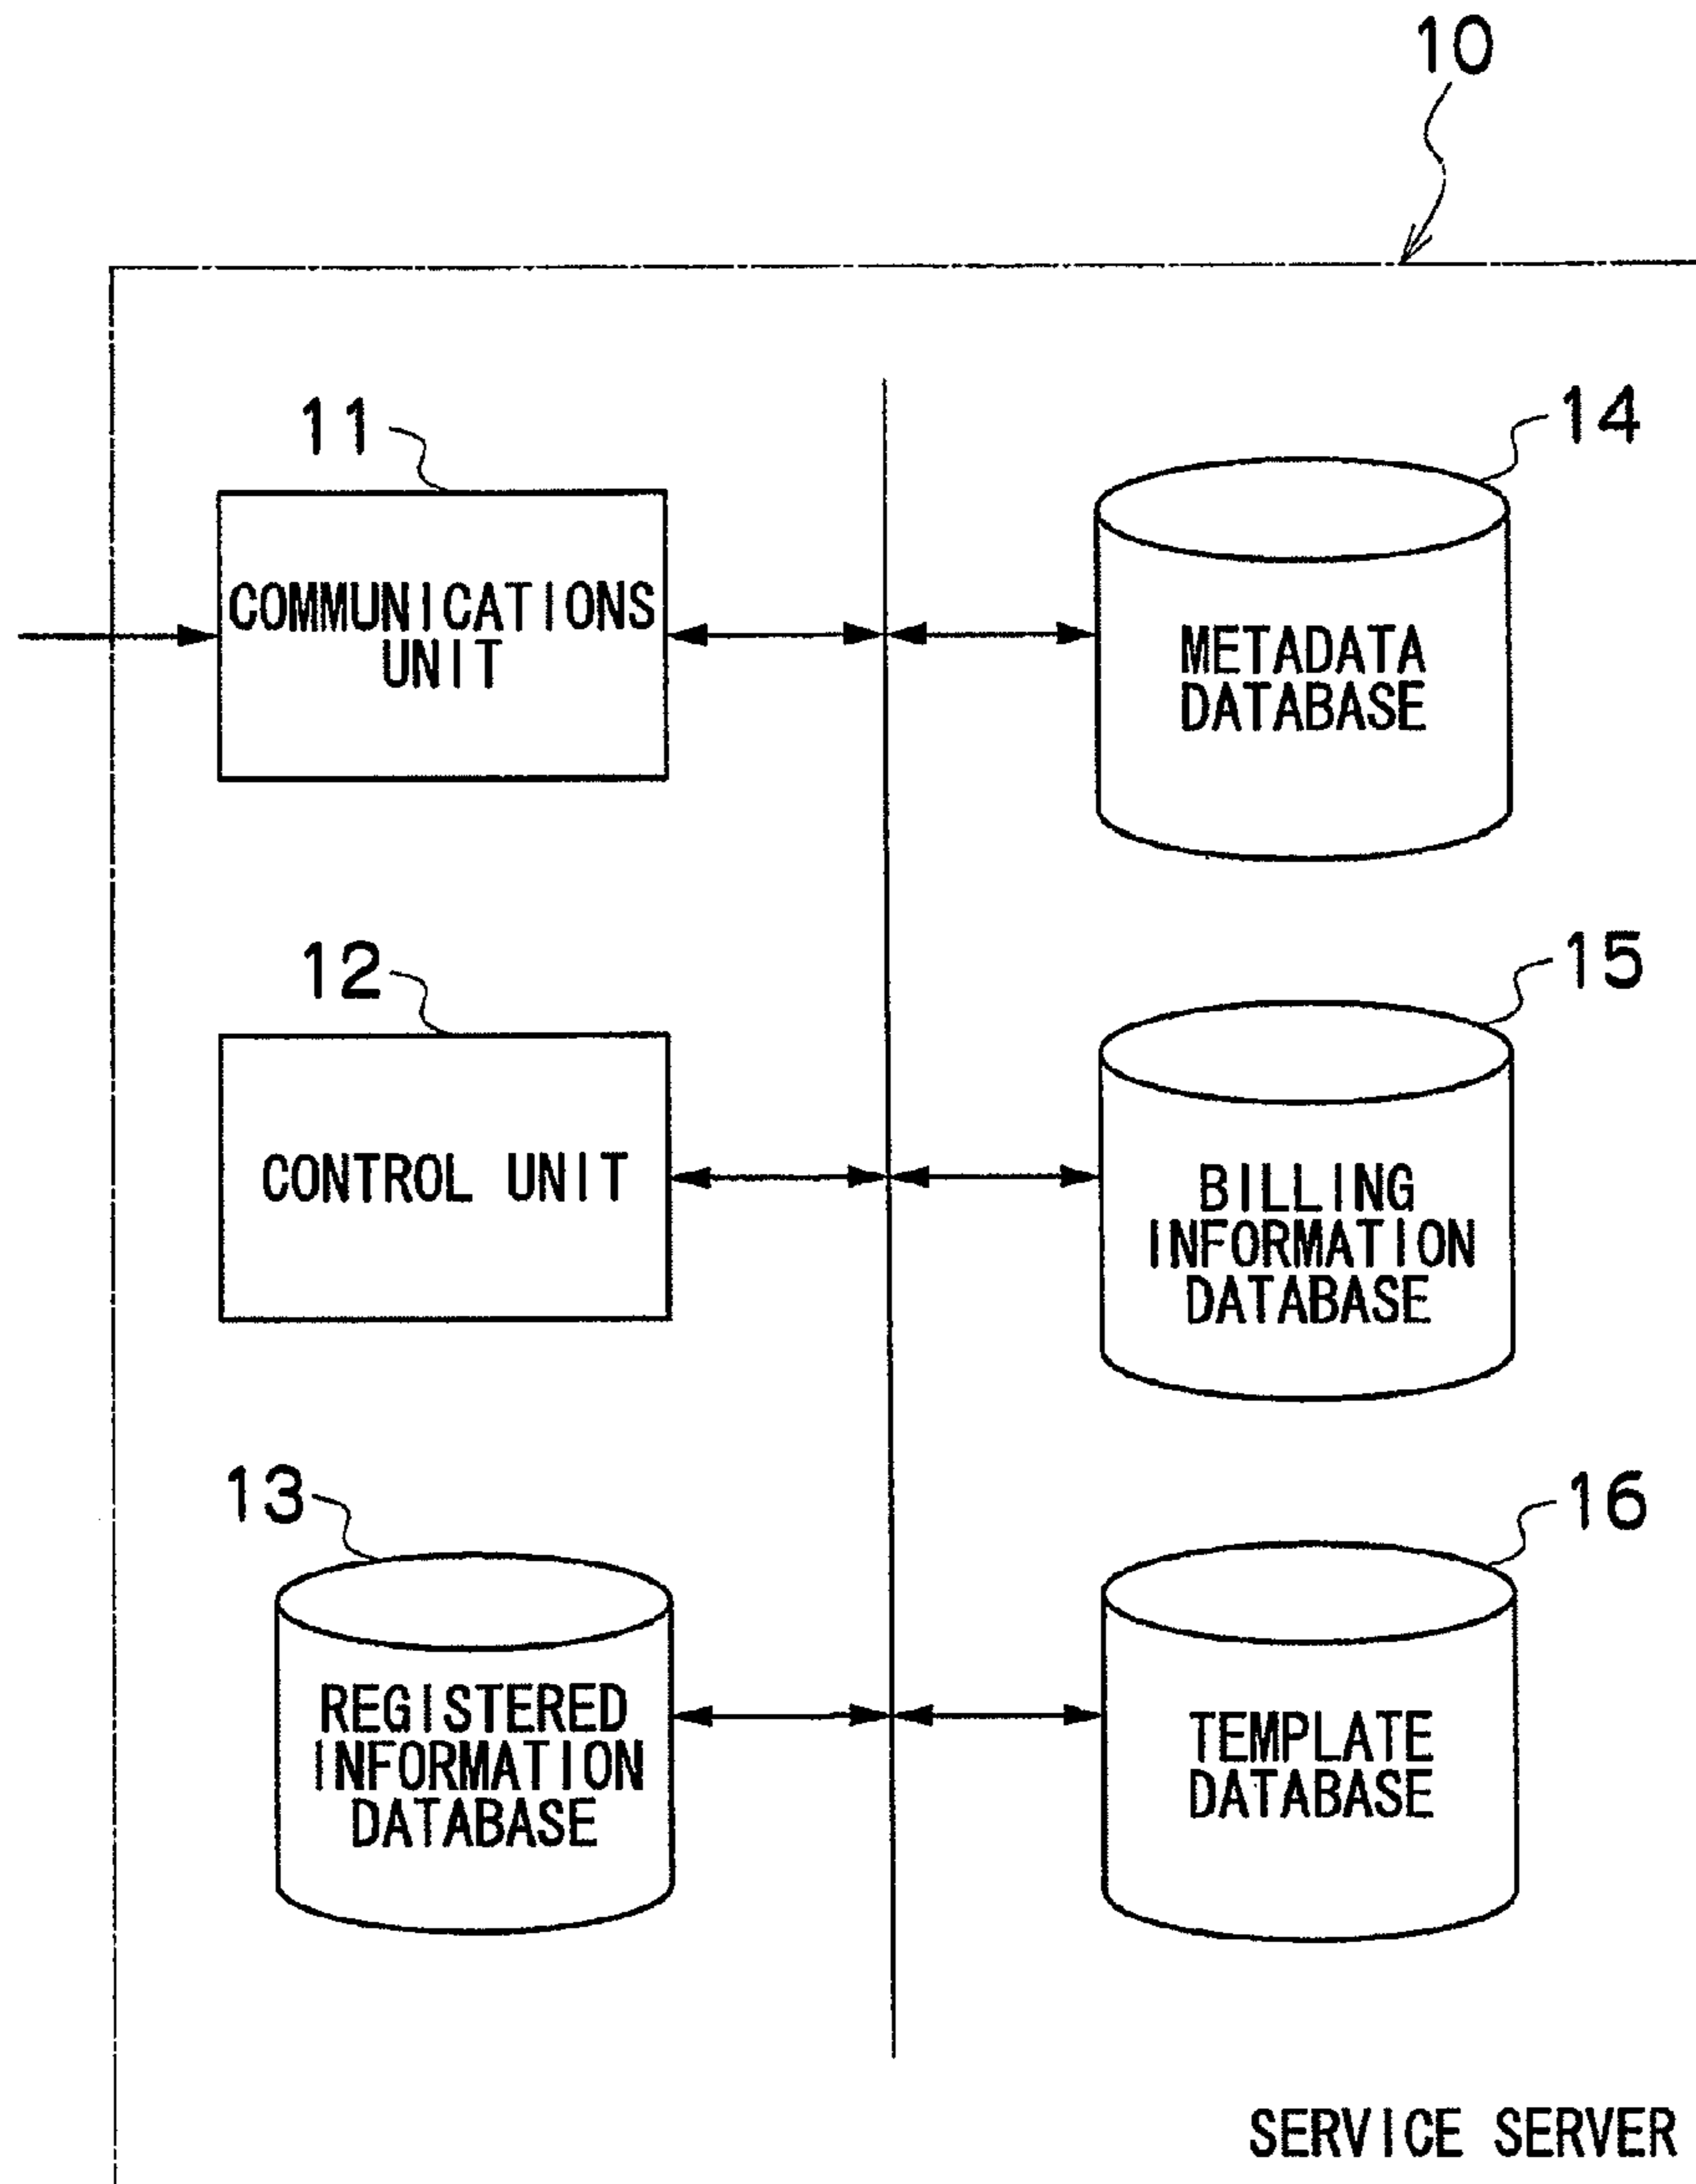 10
11
COMMUNICATIONS
UNIT
14
METADATA
DATABASE
12
CONTROL UNIT
15
BILLING
INFORMATION
DATABASE
13
REGISTERED
INFORMATION
DATABASE
16
TEMPLATE
DATABASE
SERVICE SERVER